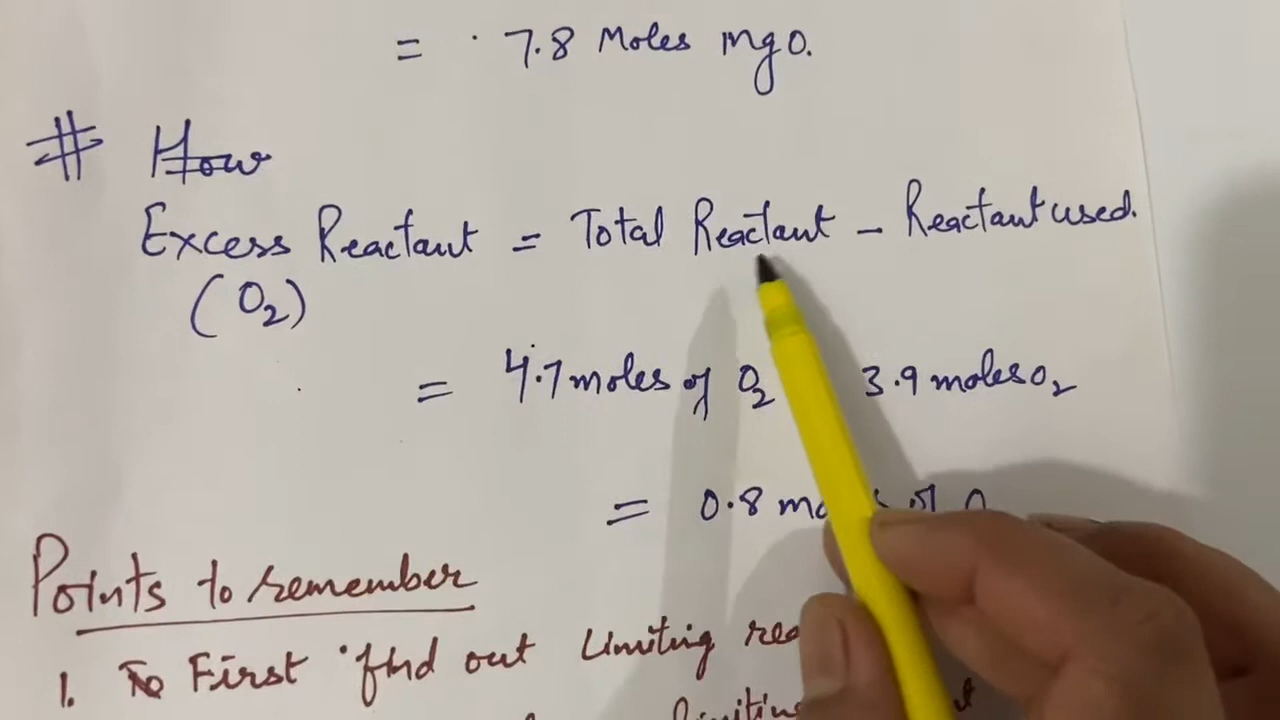 = 7.8 Moles mgo.
# How
Excess Reactant = Total Reactant - Reactant used.
(O₂)
= 4.7 moles of O₂ 3.9 moles O₂
= 0.8 of
Points to remember
1. First find out limiting